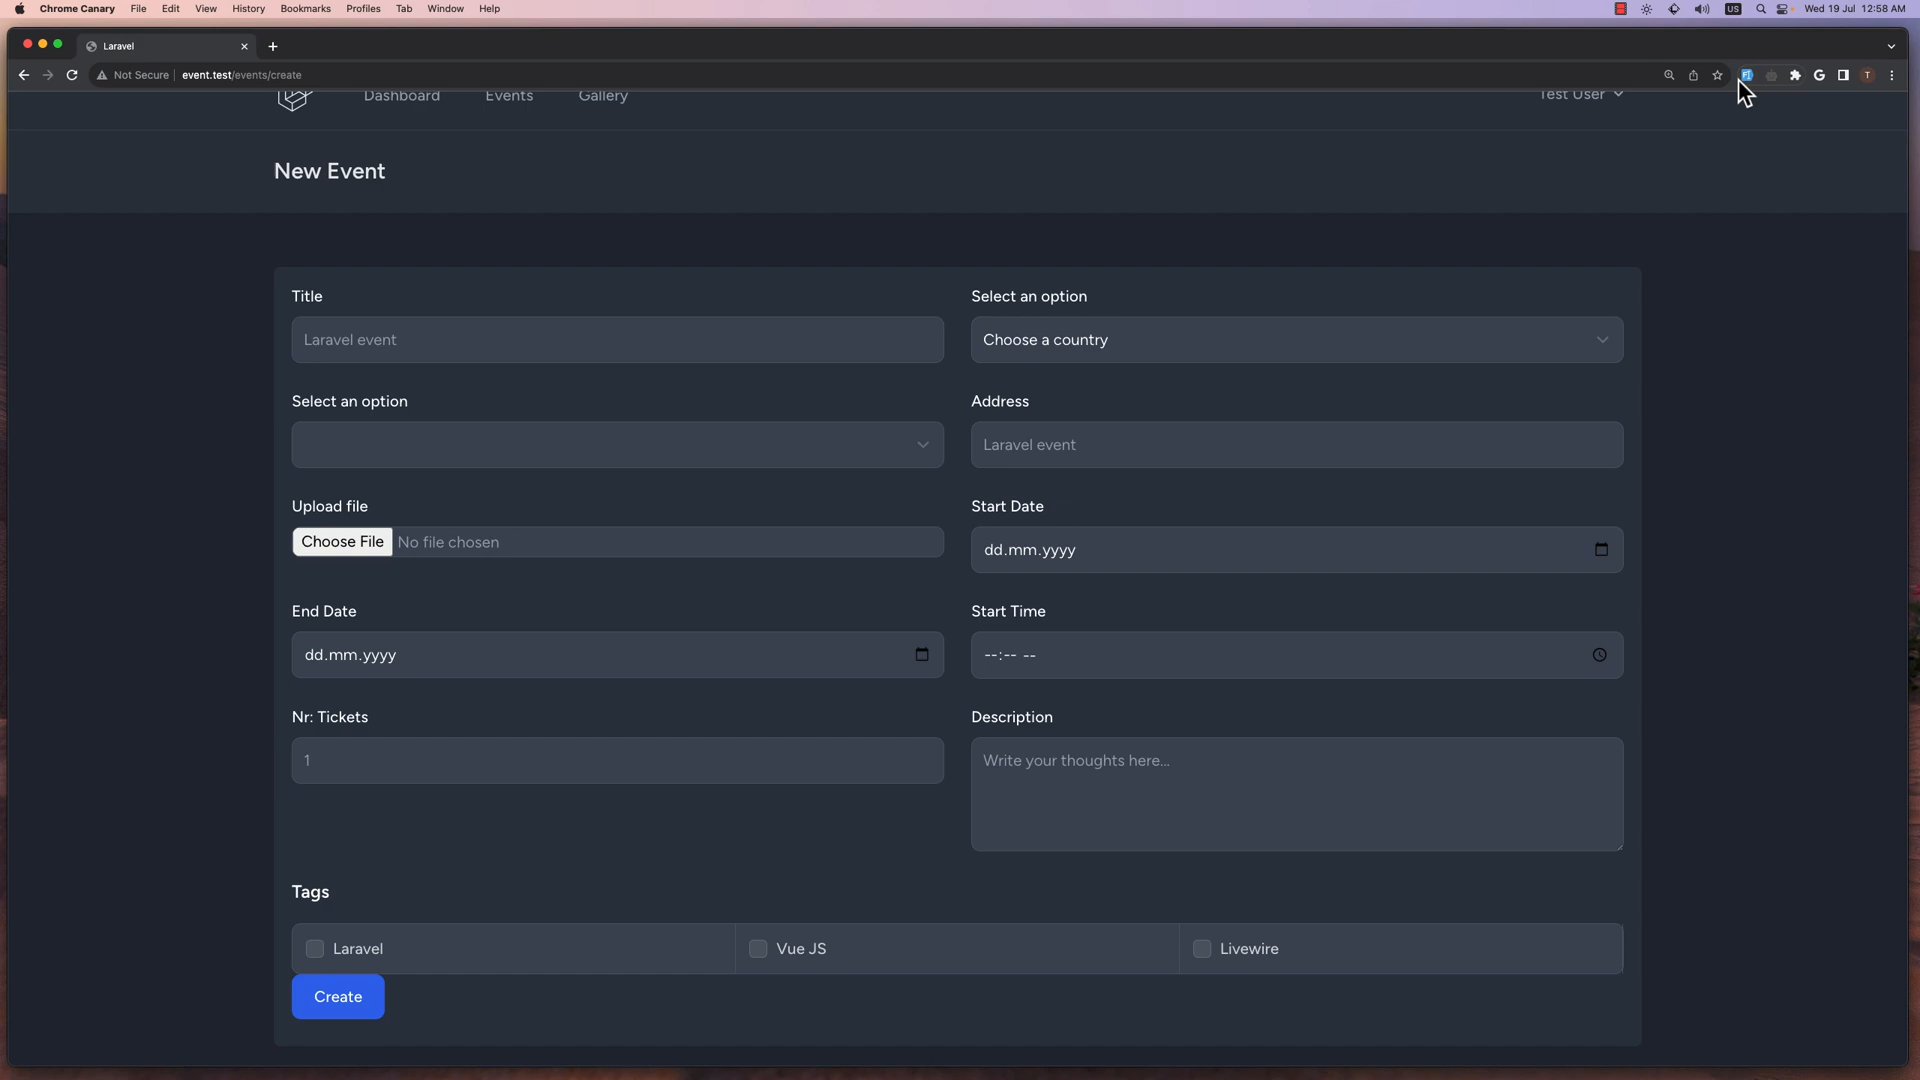 Chrome Canary File Edit View History Bookmarks Profiles Tab Window Help US Wed 19 Jul 12:58 AM
Laravel
Not Secure event.test/events/create T
Dashboard Events Gallery Test User
New Event
Title Select an option
Laravel event Choose a country
Select an option Address
Laravel event
Upload file Start Date
Choose File No file chosen dd.mm.yyyy
End Date Start Time
dd.mm.yyyy --:-- --
Nr: Tickets Description
1 Write your thoughts here...
Tags
Laravel Vue JS Livewire
Create